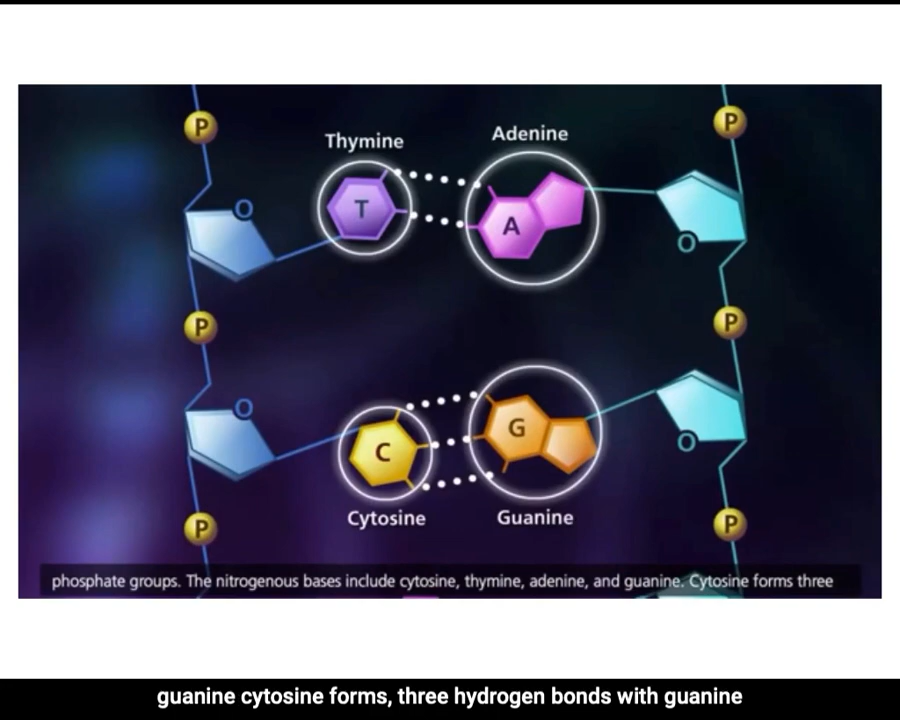 P
P
Thymine
Adenine
O
T
A
O
P
P
O
C
G
O
Cytosine
Guanine
P
P
phosphate groups. The nitrogenous bases include cytosine, thymine, adenine, and guanine. Cytosine forms three
guanine cytosine forms, three hydrogen bonds with guanine